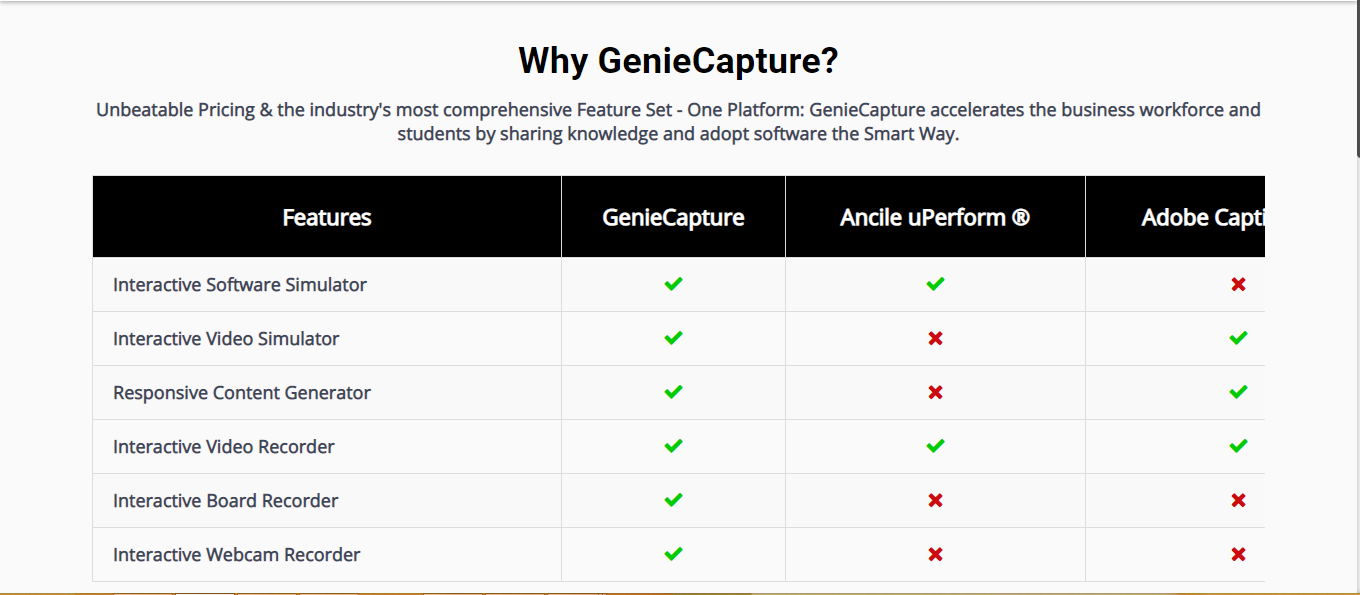 Why GenieCapture?
Unbeatable Pricing & the industry's most comprehensive Feature Set - One Platform: GenieCapture accelerates the business workforce and
students by sharing knowledge and adopt software the Smart Way.
Features GenieCapture Ancile uPerform ® Adobe Capti
Interactive Software Simulator
Interactive Video Simulator
Responsive Content Generator
Interactive Video Recorder
Interactive Board Recorder
Interactive Webcam Recorder